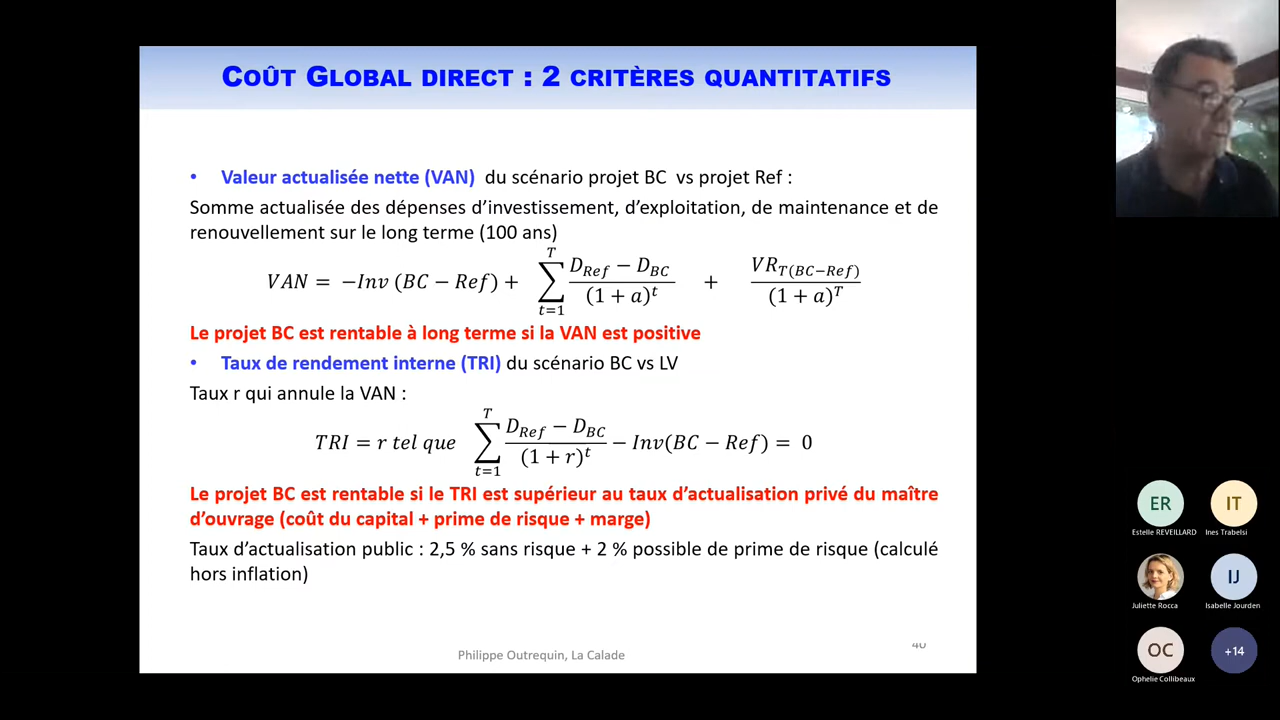 COÛT GLOBAL DIRECT : 2 CRITÈRES QUANTITATIFS
• Valeur actualisée nette (VAN) du scénario projet BC vs projet Ref :
Somme actualisée des dépenses d’investissement, d’exploitation, de maintenance et de
renouvellement sur le long terme (100 ans)
VAN = −Inv (BC − Ref) + ∑_{t=1}^{T} (D_Ref − D_BC)/(1 + a)^t + VR_T(BC−Ref)/(1 + a)^T
Le projet BC est rentable à long terme si la VAN est positive
• Taux de rendement interne (TRI) du scénario BC vs LV
Taux r qui annule la VAN :
TRI = r tel que ∑_{t=1}^{T} (D_Ref − D_BC)/(1 + r)^t − Inv(BC − Ref) = 0
Le projet BC est rentable si le TRI est supérieur au taux d’actualisation privé du maître
d’ouvrage (coût du capital + prime de risque + marge)
Taux d’actualisation public : 2,5 % sans risque + 2 % possible de prime de risque (calculé
hors inflation)
Philippe Outrequin, La Calade
40
ER
IT
Estelle REVEILLARD
Ines Trabelsi
IJ
Juliette Rocca
Isabelle Jourden
OC
+14
Ophelie Collibeaux